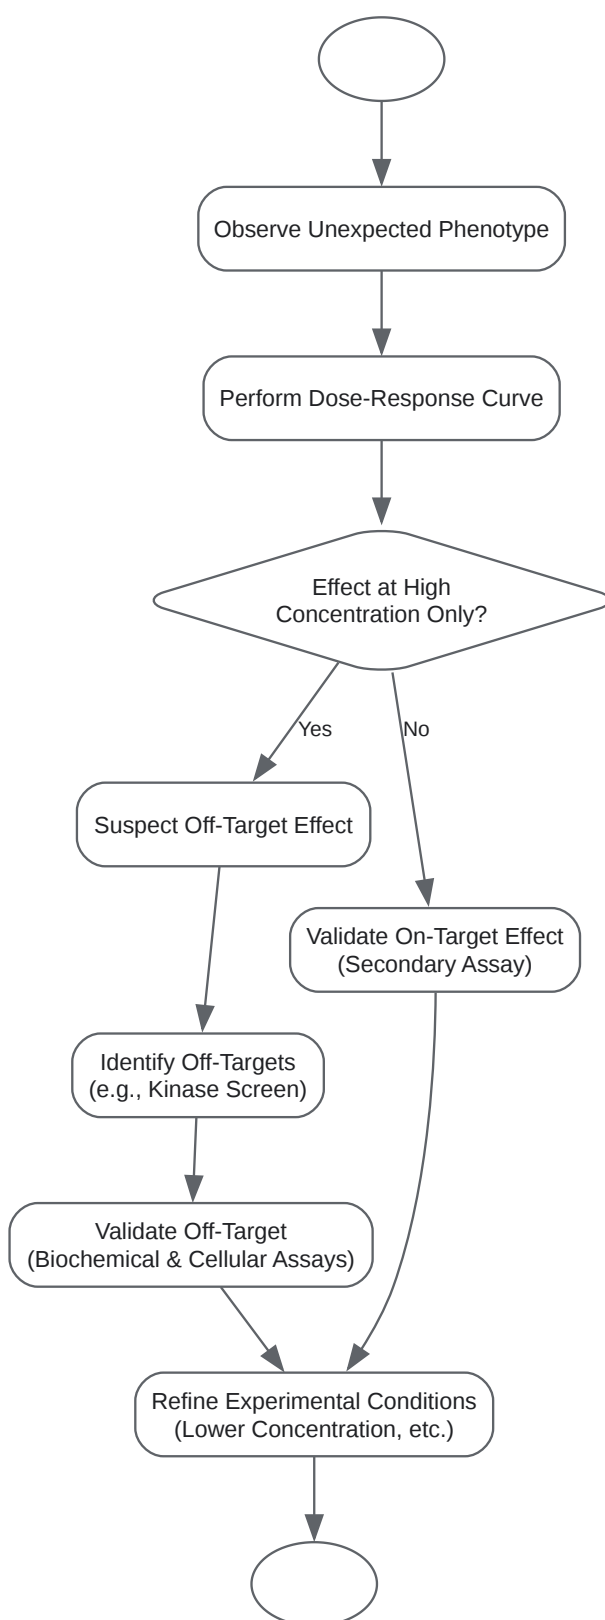 Observe Unexpected Phenotype
Perform Dose-Response Curve
Effect at High
Concentration Only?
Yes
No
Suspect Off-Target Effect
Validate On-Target Effect
(Secondary Assay)
Identify Off-Targets
(e.g., Kinase Screen)
Validate Off-Target
(Biochemical & Cellular Assays)
Refine Experimental Conditions
(Lower Concentration, etc.)